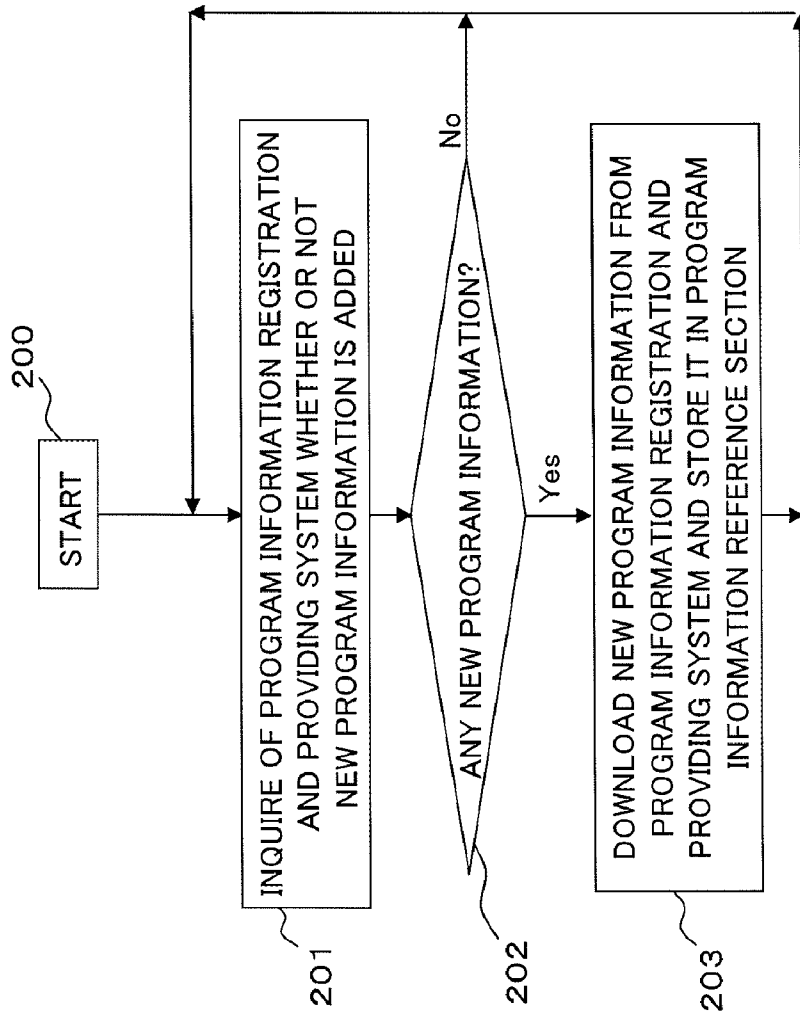 200
START
INQUIRE OF PROGRAM INFORMATION REGISTRATION
AND PROVIDING SYSTEM WHETHER OR NOT
NEW PROGRAM INFORMATION IS ADDED
201
ANY NEW PROGRAM INFORMATION?
No
202
Yes
DOWNLOAD NEW PROGRAM INFORMATION FROM
PROGRAM INFORMATION REGISTRATION AND
PROVIDING SYSTEM AND STORE IT IN PROGRAM
INFORMATION REFERENCE SECTION
203